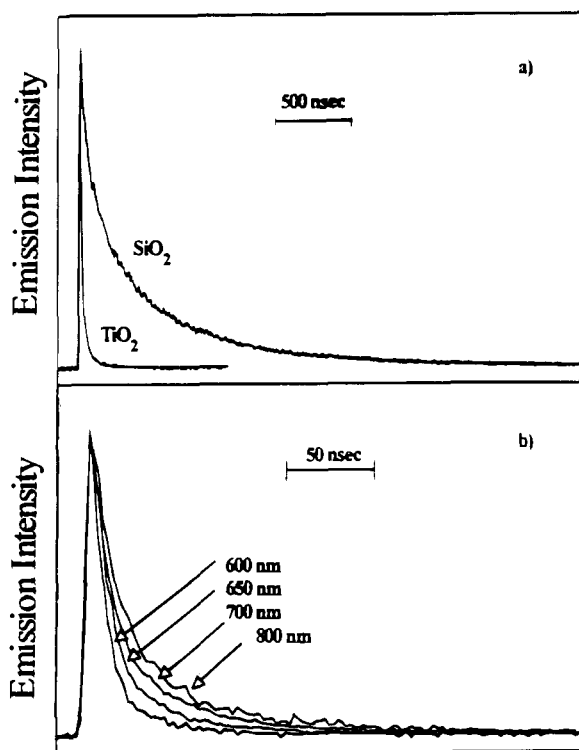 a)
500 nsec
Emission Intensity
SiO₂
TiO₂
b)
50 nsec
Emission Intensity
600 nm
650 nm
700 nm
800 nm